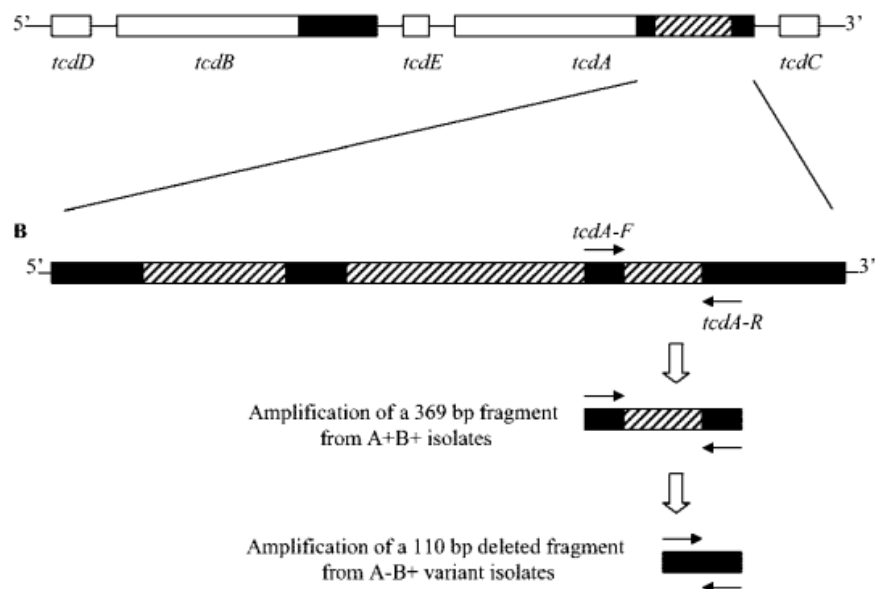 5' 3'
tcdD tcdB tcdE tcdA tcdC
B
tcdA-F
5' 3'
tcdA-R
Amplification of a 369 bp fragment
from A+B+ isolates
Amplification of a 110 bp deleted fragment
from A-B+ variant isolates